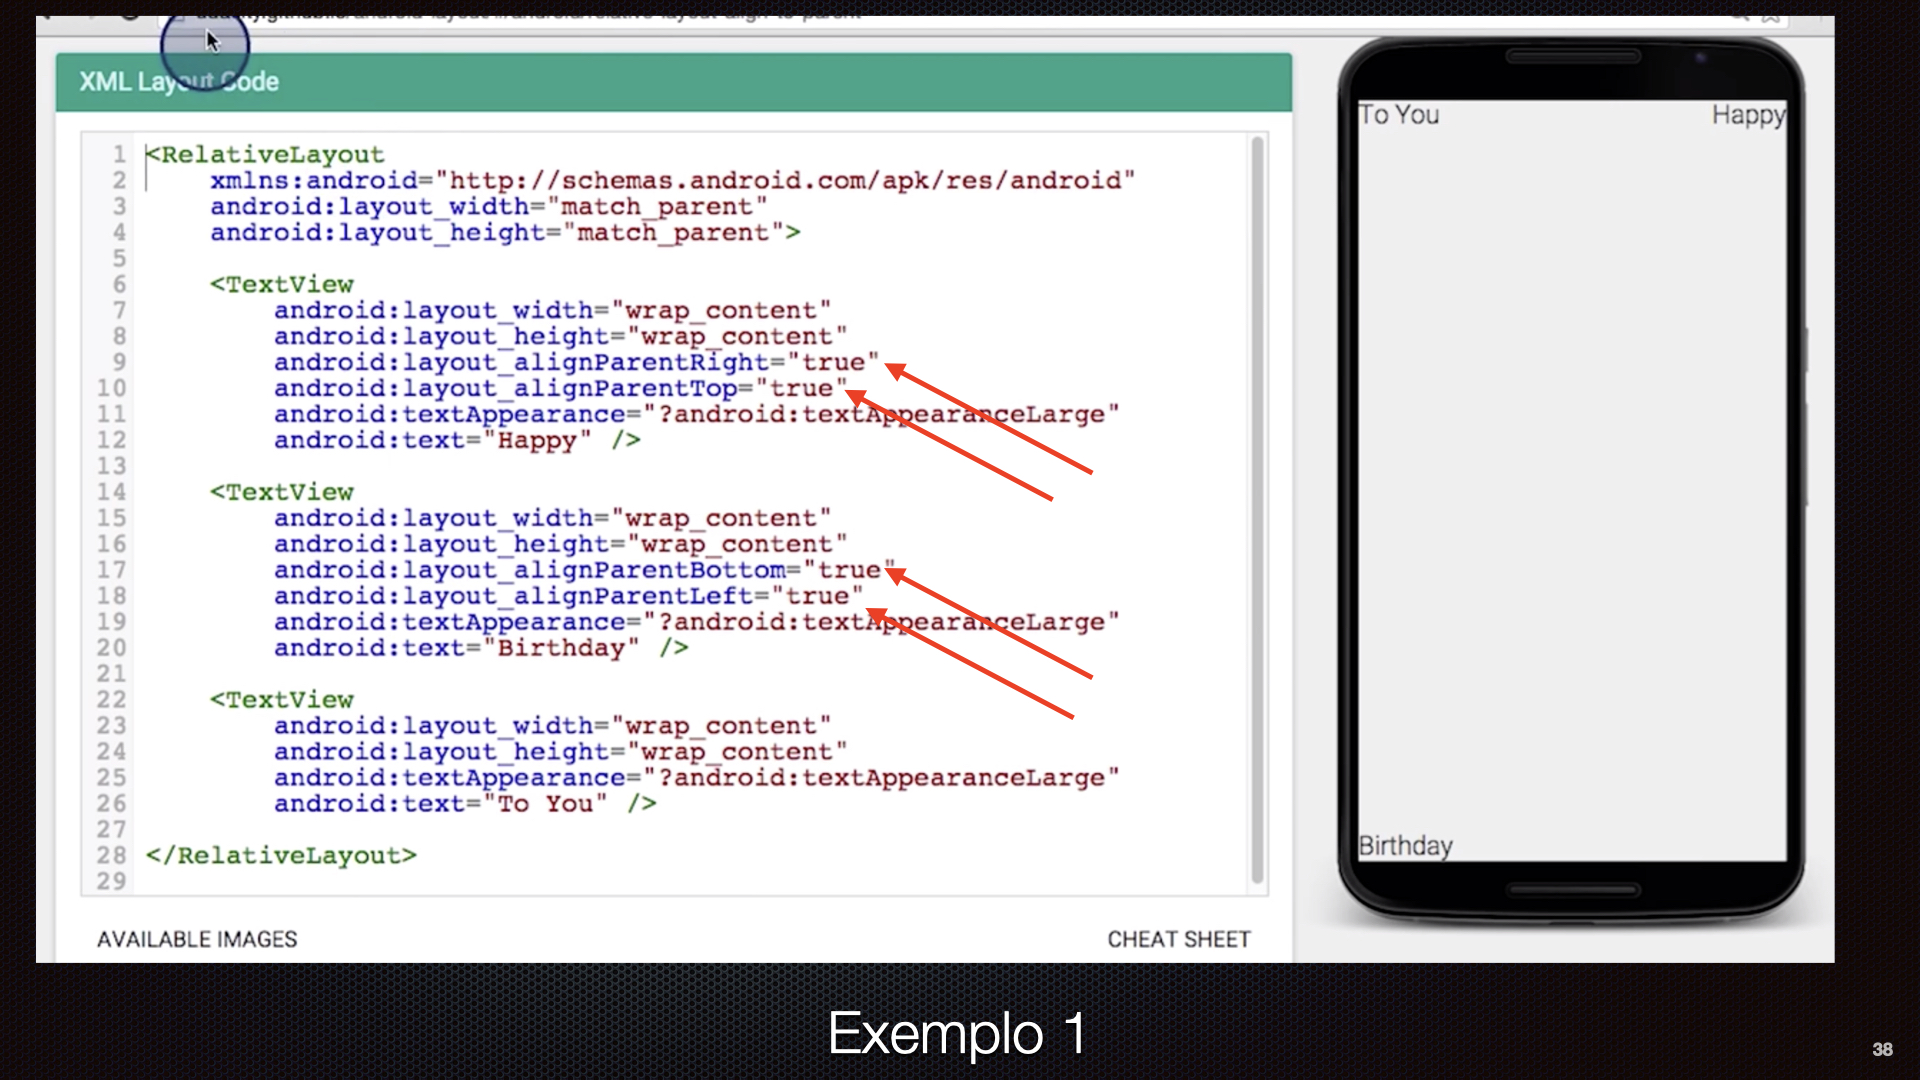 XML Layout Code
1 <RelativeLayout
2 xmlns:android="http://schemas.android.com/apk/res/android"
3 android:layout_width="match_parent"
4 android:layout_height="match_parent">
5
6 <TextView
7 android:layout_width="wrap_content"
8 android:layout_height="wrap_content"
9 android:layout_alignParentRight="true"
10 android:layout_alignParentTop="true"
11 android:textAppearance="?android:textAppearanceLarge"
12 android:text="Happy" />
13
14 <TextView
15 android:layout_width="wrap_content"
16 android:layout_height="wrap_content"
17 android:layout_alignParentBottom="true"
18 android:layout_alignParentLeft="true"
19 android:textAppearance="?android:textAppearanceLarge"
20 android:text="Birthday" />
21
22 <TextView
23 android:layout_width="wrap_content"
24 android:layout_height="wrap_content"
25 android:textAppearance="?android:textAppearanceLarge"
26 android:text="To You" />
27
28 </RelativeLayout>
29
AVAILABLE IMAGES
CHEAT SHEET
To You
Happy
Birthday
Exemplo 1
38